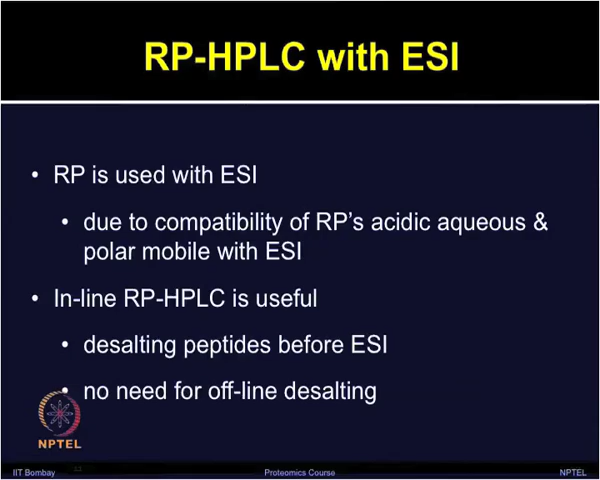 RP-HPLC with ESI
• RP is used with ESI
• due to compatibility of RP's acidic aqueous &
polar mobile with ESI
• In-line RP-HPLC is useful
• desalting peptides before ESI
• no need for off-line desalting
NPTEL
IIT Bombay
Proteomics Course
NPTEL